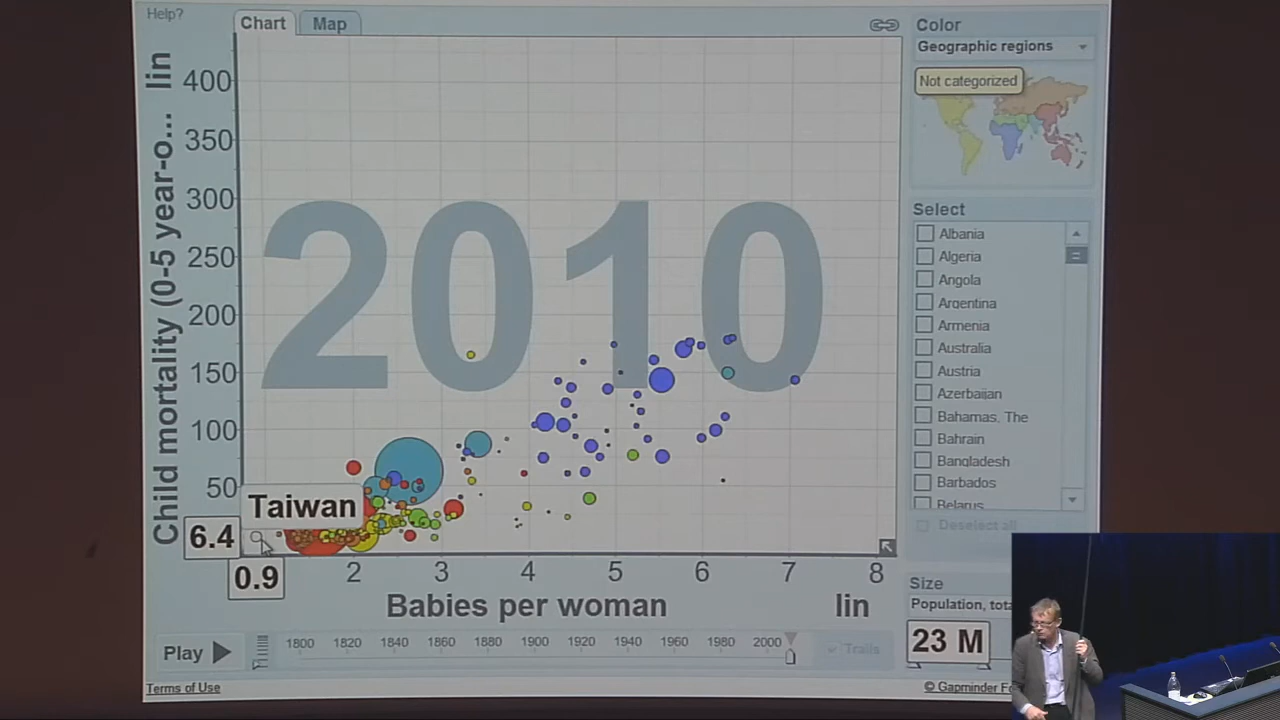 Help?
Chart
Map
Color
Geographic regions
Not categorized
Child mortality (0-5 year-o... lin
400
350
300
250
200
150
100
50
2010
Select
Albania
Algeria
Angola
Argentina
Armenia
Australia
Austria
Azerbaijan
Bahamas, The
Bahrain
Bangladesh
Barbados
Belarus
Deselect all
Taiwan
6.4
0.9
2 3 4 5 6 7 8
Babies per woman lin
Size
Population, tot
23 M
Play
1800 1820 1840 1860 1880 1900 1920 1940 1960 1980 2000
Trails
Terms of Use
© Gapminder